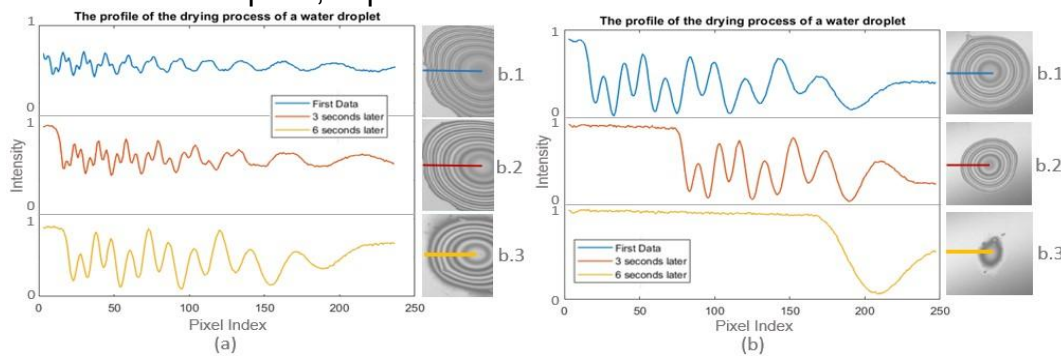 The profile of the drying process of a water droplet
1
0
1
0
1
0
Intensity
First Data
3 seconds later
6 seconds later
0 50 100 150 200 250
Pixel Index
(a)
b.1
b.2
b.3
The profile of the drying process of a water droplet
1
0
1
0
1
0
Intensity
First Data
3 seconds later
6 seconds later
0 50 100 150 200 250
Pixel Index
(b)
b.1
b.2
b.3